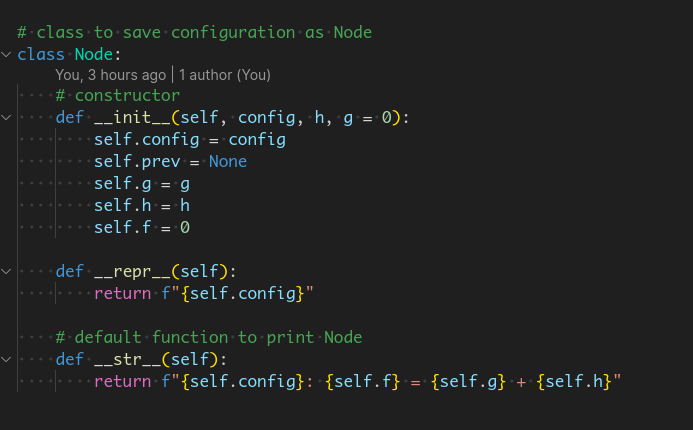 # class to save configuration as Node
class Node:
You, 3 hours ago | 1 author (You)
    # constructor
    def __init__(self, config, h, g = 0):
        self.config = config
        self.prev = None
        self.g = g
        self.h = h
        self.f = 0
    def __repr__(self):
        return f"{self.config}"
    # default function to print Node
    def __str__(self):
        return f"{self.config}: {self.f} = {self.g} + {self.h}"